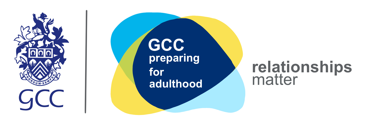 GCC
GCC
preparing
for
adulthood
relationships
matter